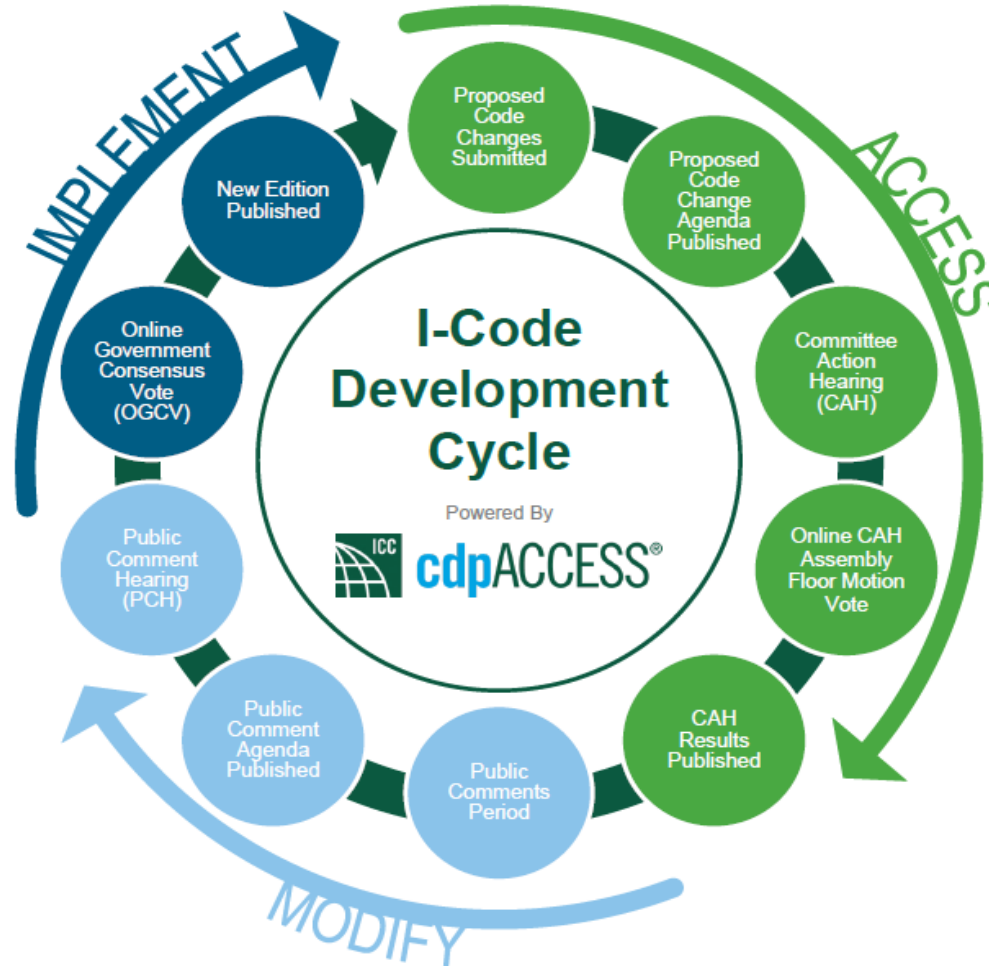 IMPLEMENT
ACCESS
MODIFY
I-Code
Development
Cycle
Powered By
ICC
cdpACCESS®
Proposed
Code
Changes
Submitted
Proposed
Code
Change
Agenda
Published
Committee
Action
Hearing
(CAH)
Online CAH
Assembly
Floor Motion
Vote
CAH
Results
Published
Public
Comments
Period
Public
Comment
Agenda
Published
Public
Comment
Hearing
(PCH)
Online
Government
Consensus
Vote
(OGCV)
New Edition
Published